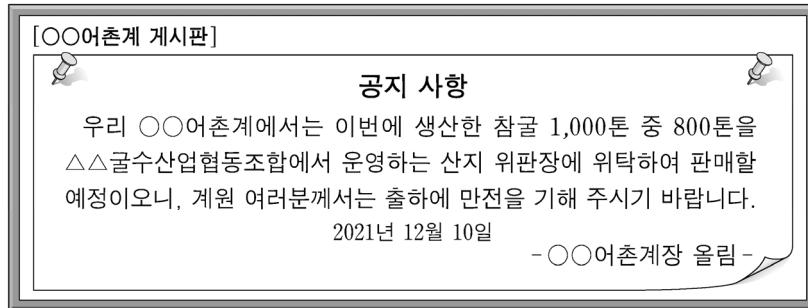 [○○어촌계 게시판]
공지 사항
우리 ○○어촌계에서는 이번에 생산한 참굴 1,000톤 중 800톤을
△△굴수산업협동조합에서 운영하는 산지 위판장에 위탁하여 판매할
예정이오니, 계원 여러분께서는 출하에 만전을 기해 주시기 바랍니다.
2021년 12월 10일
-○○어촌계장 올림-